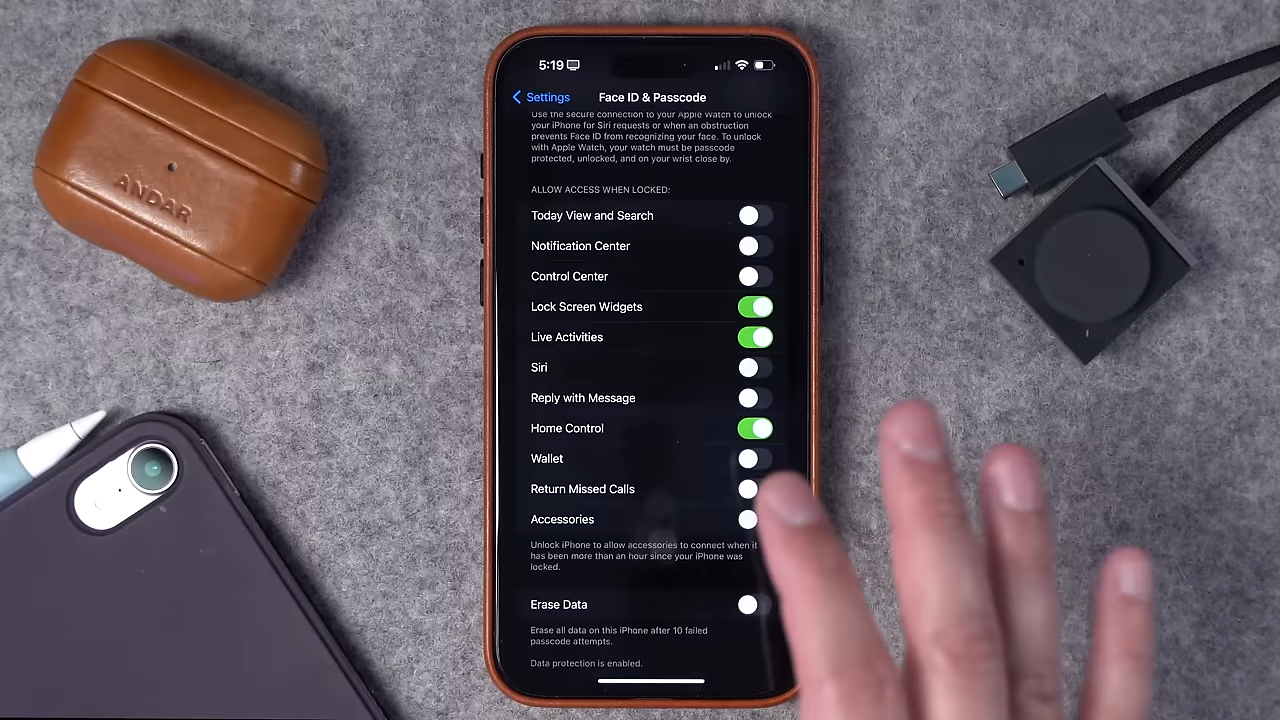 5:19
Settings
Face ID & Passcode
Use the secure connection to your Apple Watch to unlock
your iPhone for Siri requests or when an obstruction
prevents Face ID from recognizing your face. To unlock
with Apple Watch, your watch must be passcode
protected, unlocked, and on your wrist close by.
ALLOW ACCESS WHEN LOCKED:
Today View and Search
Notification Center
Control Center
Lock Screen Widgets
Live Activities
Siri
Reply with Message
Home Control
Wallet
Return Missed Calls
Accessories
Unlock iPhone to allow accessories to connect when it
has been more than an hour since your iPhone was
locked.
Erase Data
Erase all data on this iPhone after 10 failed
passcode attempts.
Data protection is enabled.
ANDAR